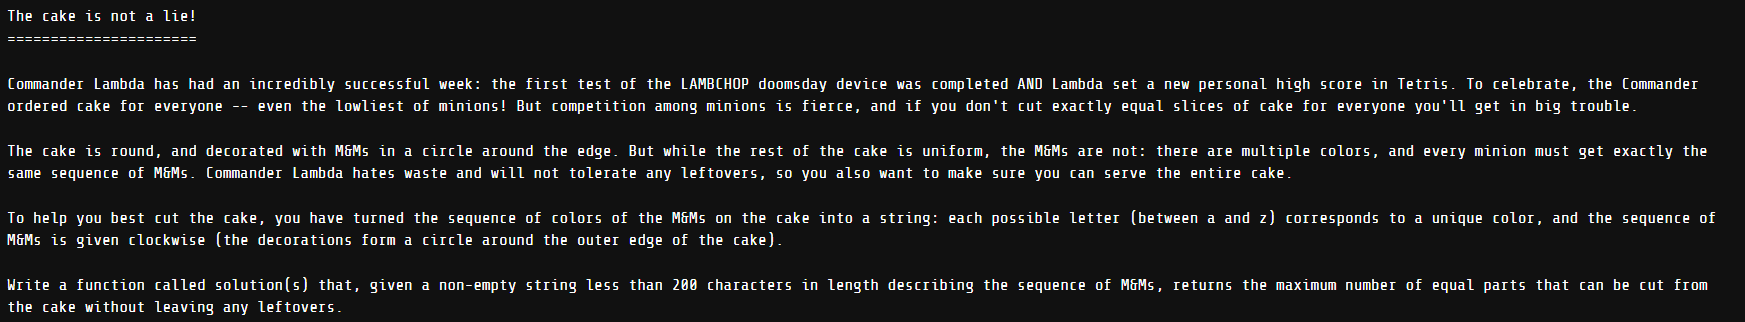 The cake is not a lie!
======================
Commander Lambda has had an incredibly successful week: the first test of the LAMBCHOP doomsday device was completed AND Lambda set a new personal high score in Tetris. To celebrate, the Commander
ordered cake for everyone -- even the lowliest of minions! But competition among minions is fierce, and if you don't cut exactly equal slices of cake for everyone you'll get in big trouble.
The cake is round, and decorated with M&Ms in a circle around the edge. But while the rest of the cake is uniform, the M&Ms are not: there are multiple colors, and every minion must get exactly the
same sequence of M&Ms. Commander Lambda hates waste and will not tolerate any leftovers, so you also want to make sure you can serve the entire cake.
To help you best cut the cake, you have turned the sequence of colors of the M&Ms on the cake into a string: each possible letter (between a and z) corresponds to a unique color, and the sequence of
M&Ms is given clockwise (the decorations form a circle around the outer edge of the cake).
Write a function called solution(s) that, given a non-empty string less than 200 characters in length describing the sequence of M&Ms, returns the maximum number of equal parts that can be cut from
the cake without leaving any leftovers.